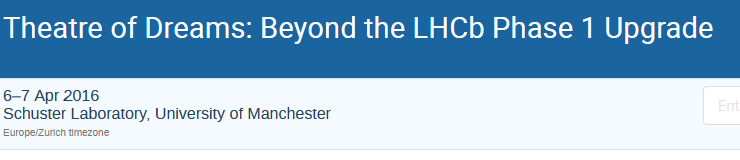 Theatre of Dreams: Beyond the LHCb Phase 1 Upgrade
6–7 Apr 2016
Schuster Laboratory, University of Manchester
Ent
Europe/Zurich timezone